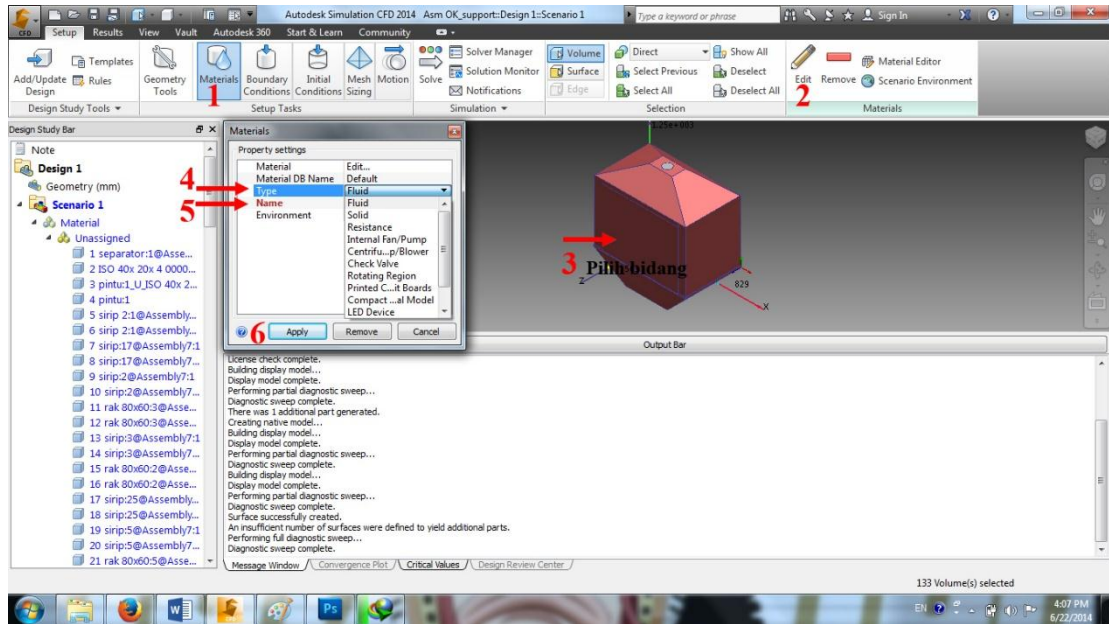 Autodesk Simulation CFD 2014 Asm OK_support::Design 1::Scenario 1
Type a keyword or phrase
Sign In
CFD
Setup Results View Vault Autodesk 360 Start & Learn Community
Add/Update Design
Templates
Rules
Geometry Tools
Materials
Boundary Conditions
Initial Conditions
Mesh Sizing
Motion
Solve
Solver Manager
Solution Monitor
Notifications
Volume
Surface
Edge
Direct
Select Previous
Select All
Show All
Deselect
Deselect All
Edit
Remove
Material Editor
Scenario Environment
1
2
Design Study Tools
Setup Tasks
Simulation
Selection
Materials
Design Study Bar
Note
Design 1
Geometry (mm)
Scenario 1
Material
Unassigned
1 separator:1@Asse...
2 ISO 40x 20x 4 0000...
3 pintu:1_U_ISO 40x 2...
4 pintu:1
5 sirip 2:1@Assembly...
6 sirip 2:1@Assembly...
7 sirip:17@Assembly7:1
8 sirip:17@Assembly7...
9 sirip:2@Assembly7:1
10 sirip:2@Assembly7...
11 rak 80x60:3@Asse...
12 rak 80x60:3@Asse...
13 sirip:3@Assembly7:1
14 sirip:3@Assembly7...
15 rak 80x60:2@Asse...
16 rak 80x60:2@Asse...
17 sirip:25@Assembly...
18 sirip:25@Assembly...
19 sirip:5@Assembly7:1
20 sirip:5@Assembly7...
21 rak 80x60:5@Asse...
Materials
Property settings
Material Edit...
Material DB Name Default
4 Type Fluid
5 Name Fluid
Environment Solid
Resistance
Internal Fan/Pump
Centrifu...p/Blower
Check Valve
Rotating Region
Printed C...it Boards
Compact ...al Model
LED Device
6 Apply Remove Cancel
1.25e+003
3 Pilih bidang
Z
829
X
Output Bar
License check complete.
Building display model...
Display model complete.
Performing partial diagnostic sweep...
Diagnostic sweep complete.
There was 1 additional part generated.
Creating native model...
Building display model...
Display model complete.
Performing partial diagnostic sweep...
Diagnostic sweep complete.
Building display model...
Display model complete.
Performing partial diagnostic sweep...
Diagnostic sweep complete.
Surface successfully created.
An insufficient number of surfaces were defined to yield additional parts.
Performing full diagnostic sweep...
Diagnostic sweep complete.
Message Window Convergence Plot Critical Values Design Review Center
133 Volume(s) selected
W
Ps
EN
4:07 PM
6/22/2014